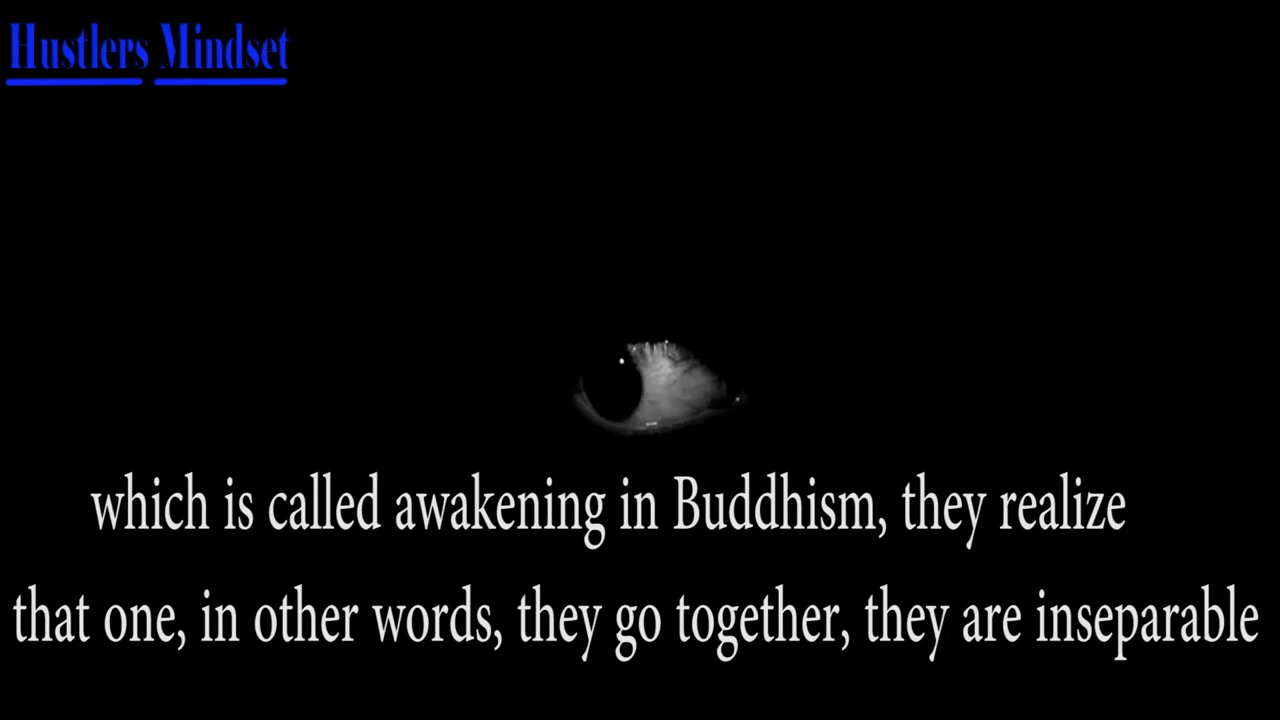 Hustlers Mindset
which is called awakening in Buddhism, they realize
that one, in other words, they go together, they are inseparable